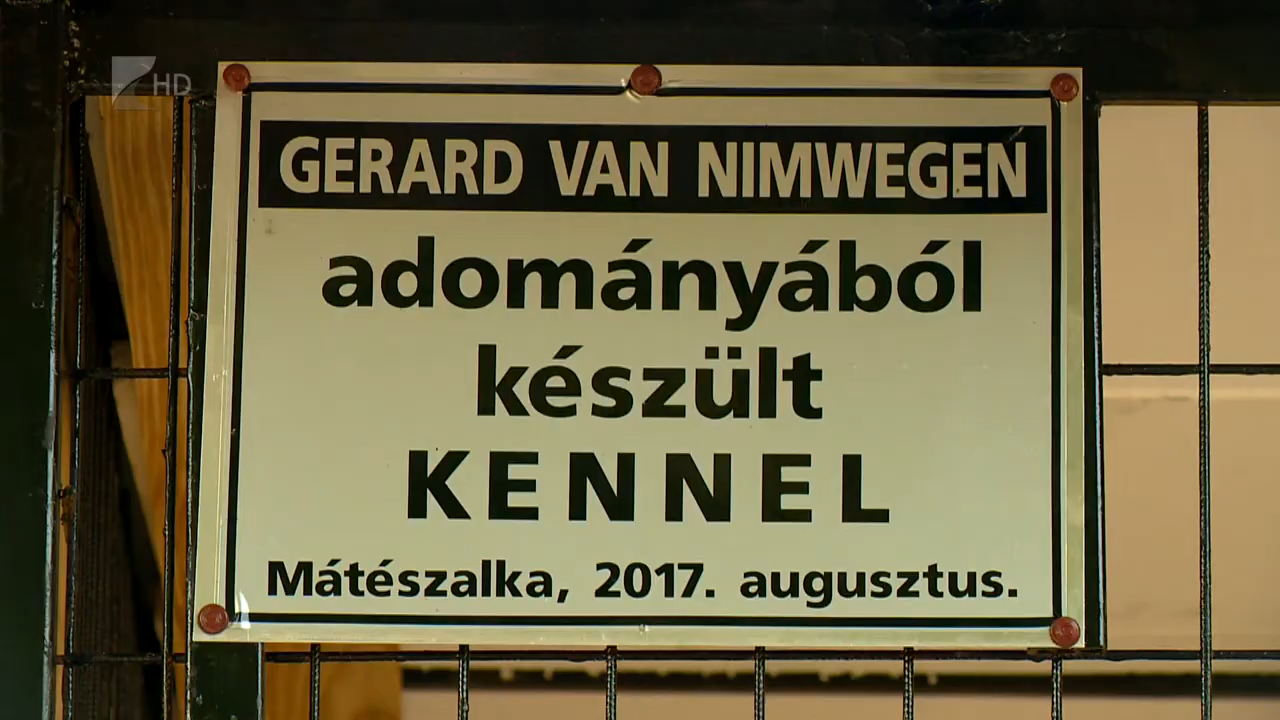 HD
GERARD VAN NIMWEGEN
adományából
készült
KENNEL
Mátészalka, 2017. augusztus.